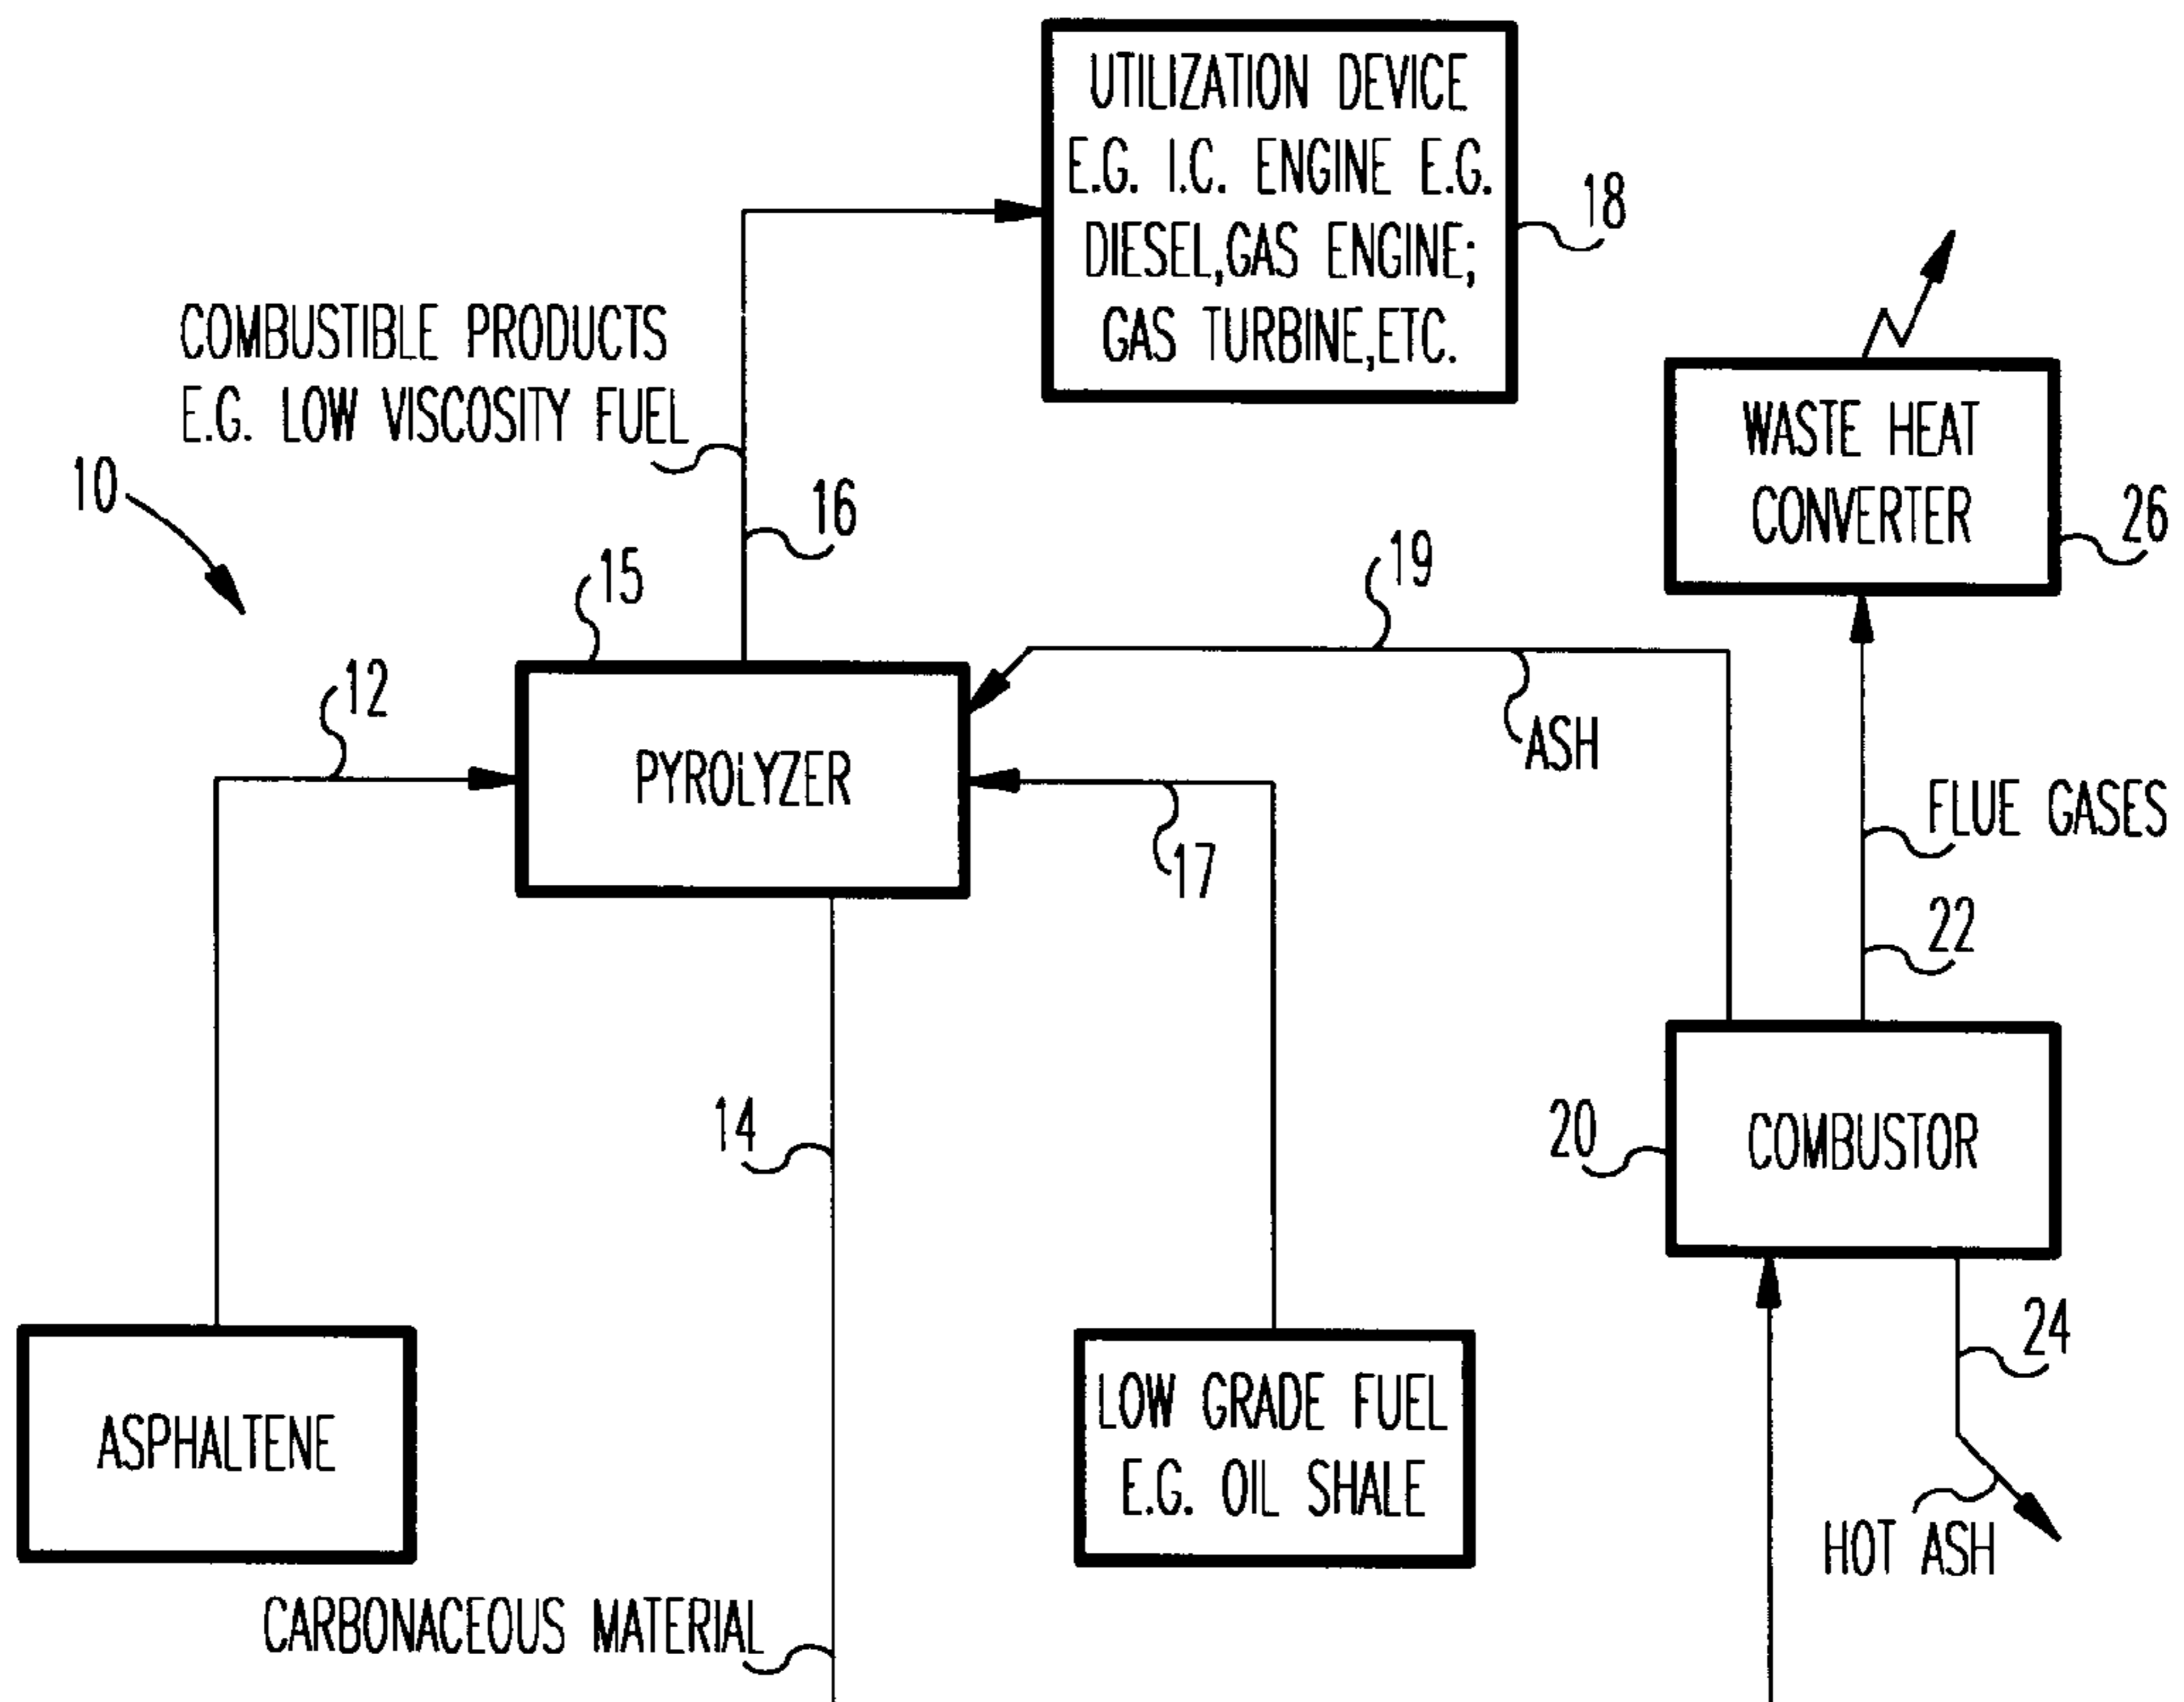 UTILIZATION DEVICE
E.G. I.C. ENGINE E.G.
DIESEL,GAS ENGINE;
GAS TURBINE,ETC.
18
COMBUSTIBLE PRODUCTS
E.G. LOW VISCOSITY FUEL
WASTE HEAT
CONVERTER
26
10
16
15
19
12
ASH
PYROLYZER
17
FLUE GASES
22
14
20
COMBUSTOR
24
ASPHALTENE
LOW GRADE FUEL
E.G. OIL SHALE
HOT ASH
CARBONACEOUS MATERIAL